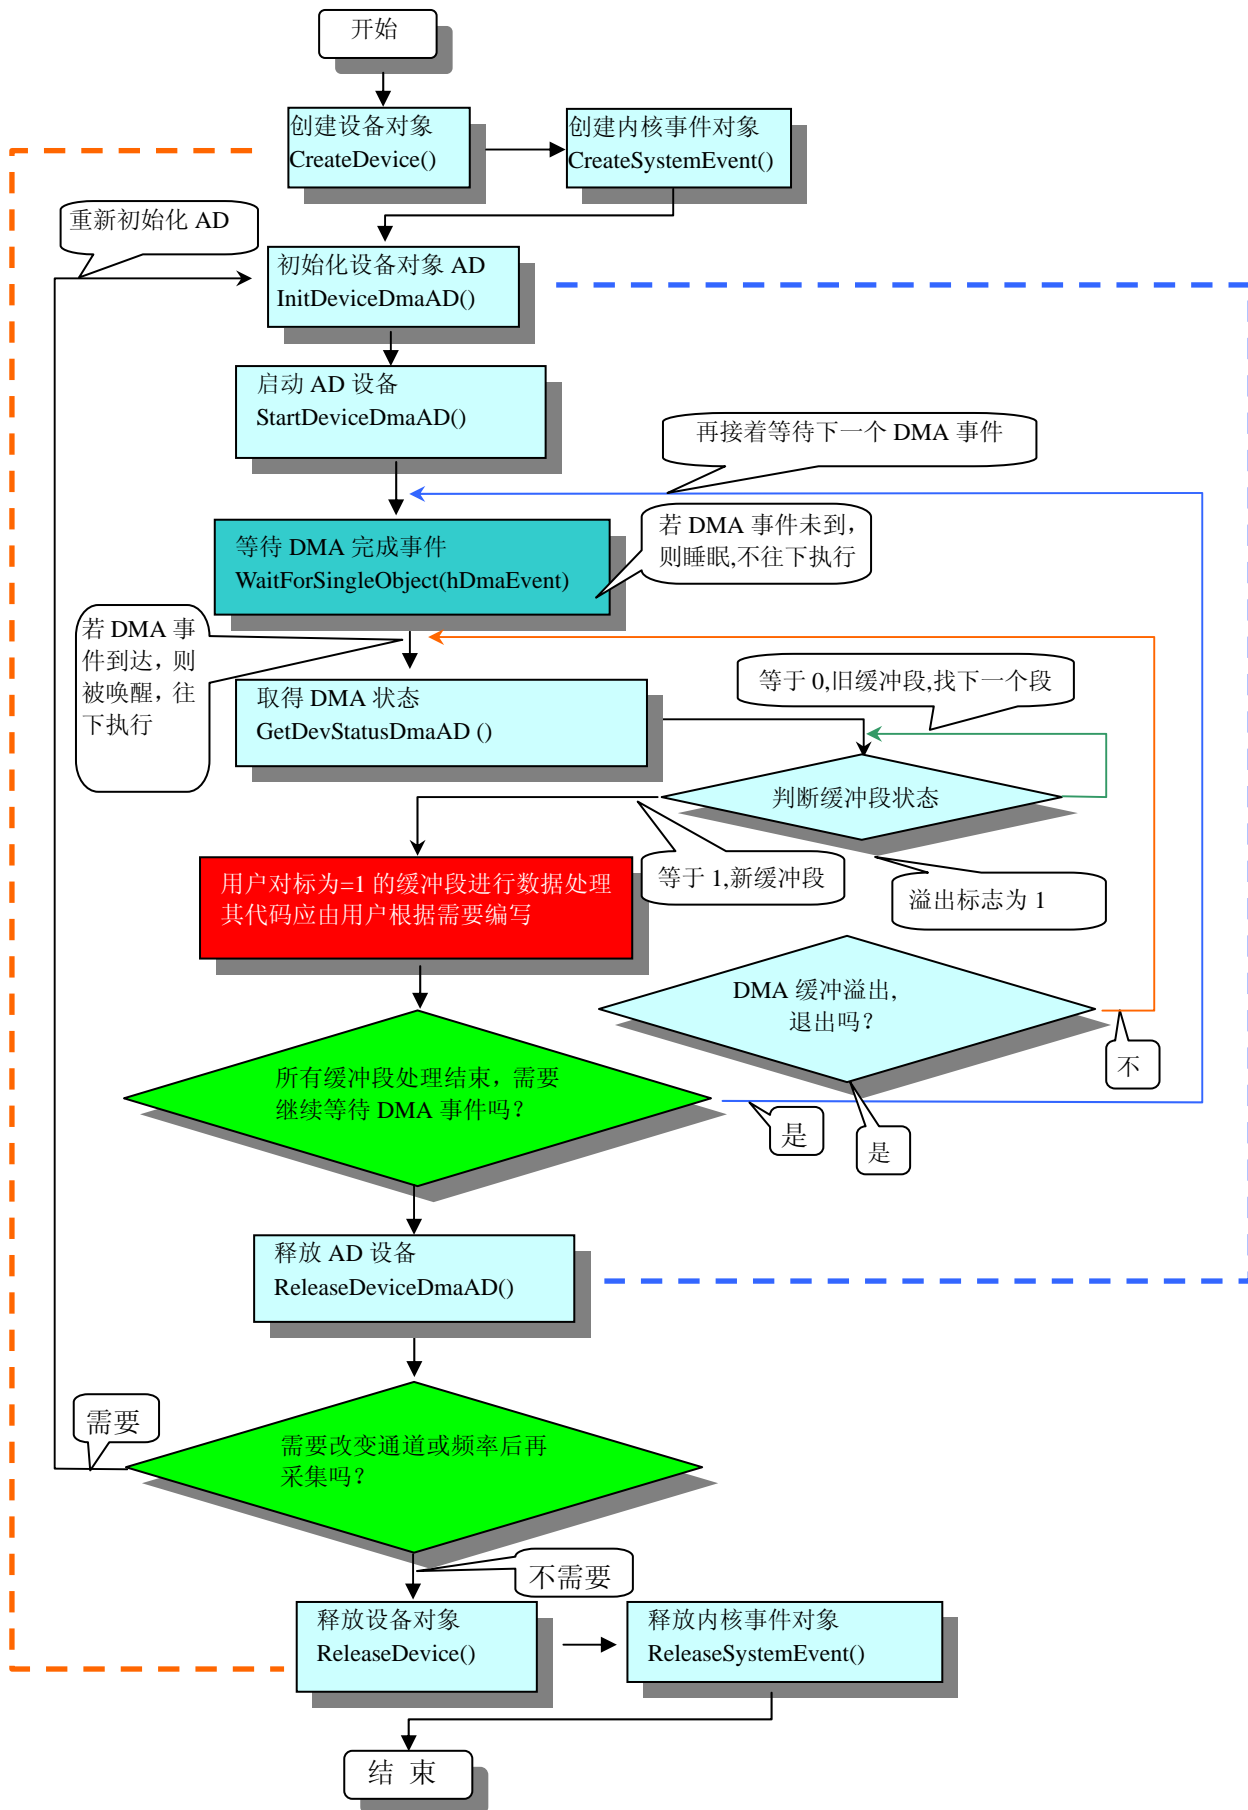 开始
创建设备对象
CreateDevice()
创建内核事件对象
CreateSystemEvent()
重新初始化 AD
初始化设备对象 AD
InitDeviceDmaAD()
启动 AD 设备
StartDeviceDmaAD()
再接着等待下一个 DMA 事件
等待 DMA 完成事件
WaitForSingleObject(hDmaEvent)
若 DMA 事件未到，
则睡眠,不往下执行
若 DMA 事
件到达，则
被唤醒，往
下执行
取得 DMA 状态
GetDevStatusDmaAD ()
等于 0,旧缓冲段,找下一个段
判断缓冲段状态
等于 1,新缓冲段
溢出标志为 1
用户对标为=1 的缓冲段进行数据处理
其代码应由用户根据需要编写
DMA 缓冲溢出,
退出吗？
不
所有缓冲段处理结束，需要
继续等待 DMA 事件吗？
是
是
释放 AD 设备
ReleaseDeviceDmaAD()
需要
需要改变通道或频率后再
采集吗？
不需要
释放设备对象
ReleaseDevice()
释放内核事件对象
ReleaseSystemEvent()
结 束